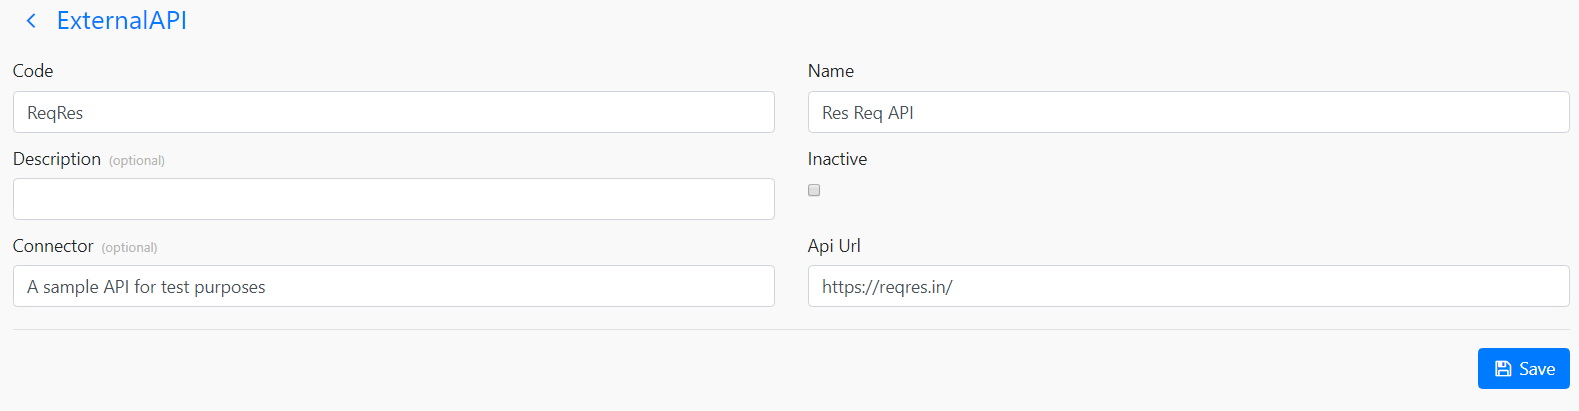 ExternalAPI
Code
ReqRes
Name
Res Req API
Description (optional)
Inactive
Connector (optional)
A sample API for test purposes
Api Url
https://reqres.in/
Save